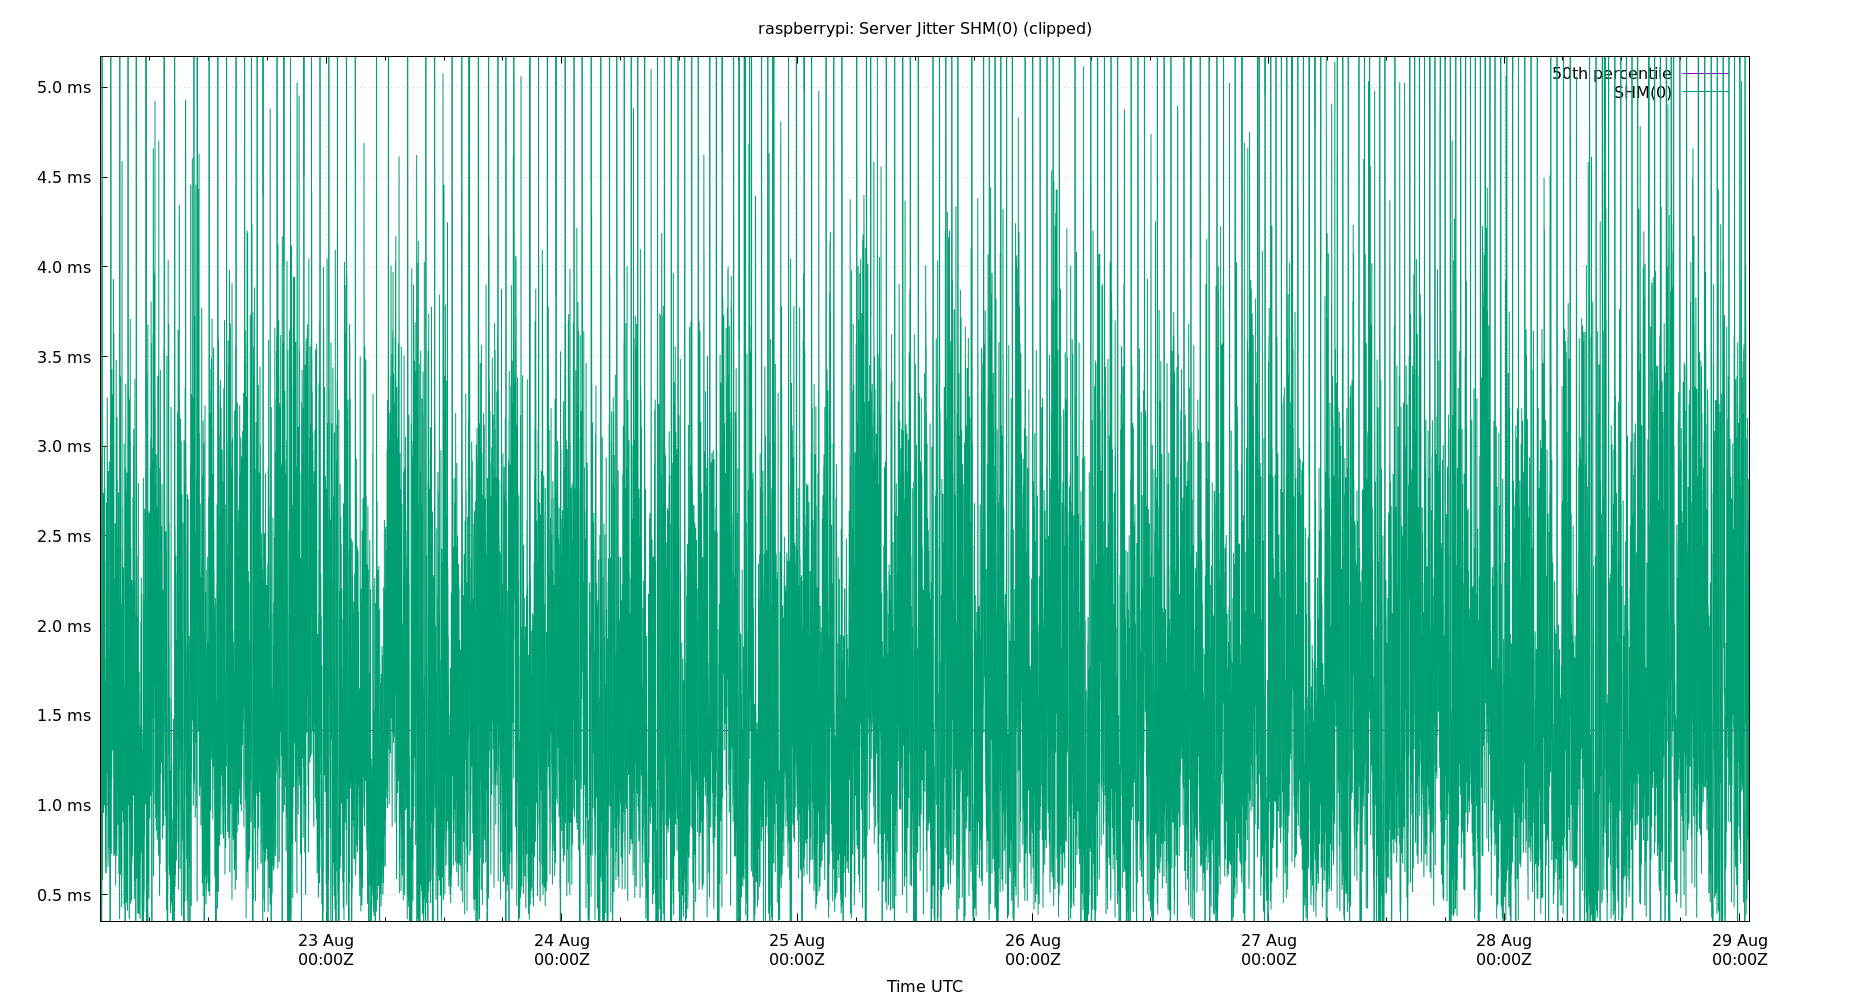 raspberrypi: Server Jitter SHM(0) (clipped)
50th percentile
SHM(0)
5.0 ms
4.5 ms
4.0 ms
3.5 ms
3.0 ms
2.5 ms
2.0 ms
1.5 ms
1.0 ms
0.5 ms
23 Aug 24 Aug 25 Aug 26 Aug 27 Aug 28 Aug 29 Aug
00:00Z 00:00Z 00:00Z 00:00Z 00:00Z 00:00Z 00:00Z
Time UTC